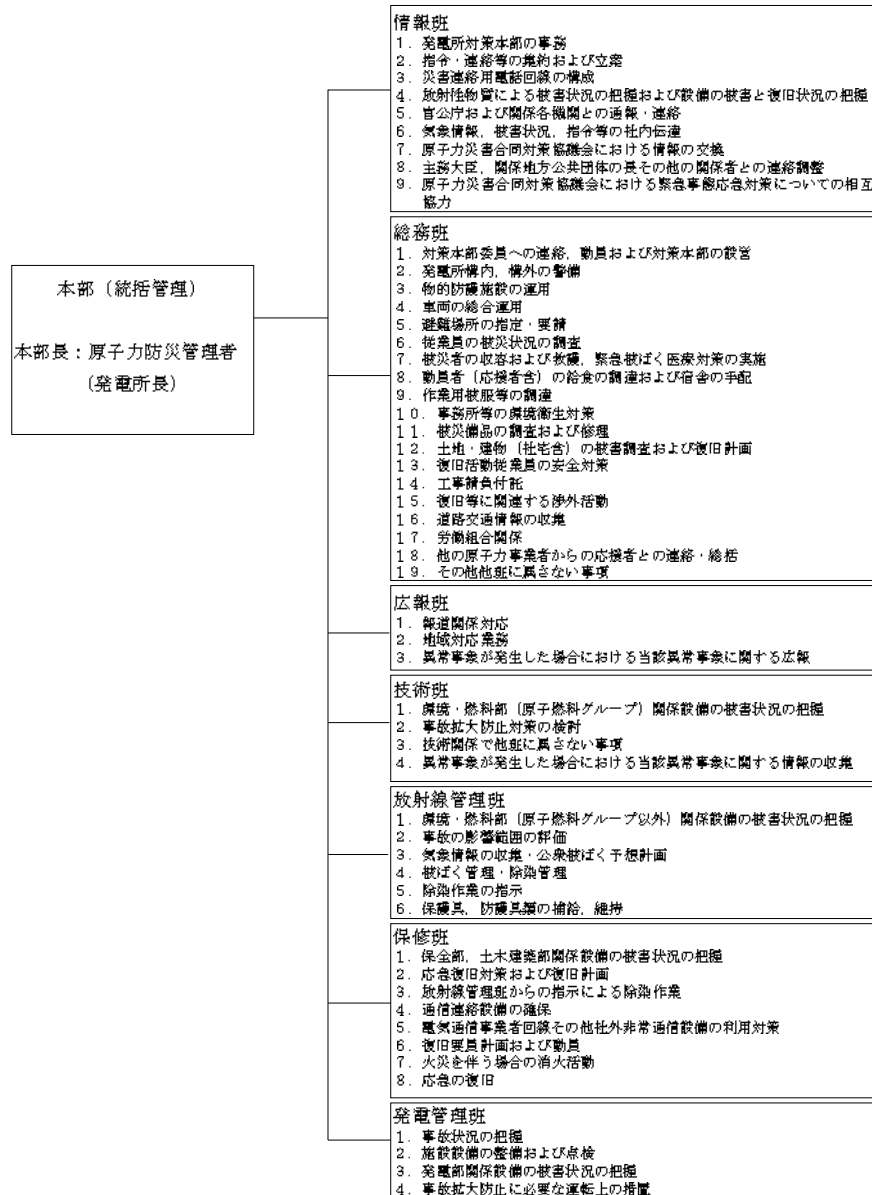 本部（統括管理）
本部長：原子力防災管理者
（発電所長）
情報班
１．発電所対策本部の事務
２．指令・連絡等の集約および立案
３．災害連絡用電話回線の構成
４．放射性物質による被害状況の把握および設備の被害と復旧状況の把握
５．官公庁および関係各機関との通報・連絡
６．気象情報，被害状況，指令等の社内伝達
７．原子力災害合同対策協議会における情報の交換
８．主務大臣，関係地方公共団体の長その他の関係者との連絡調整
９．原子力災害合同対策協議会における緊急事態応急対策についての相互
協力
総務班
１．対策本部委員への連絡，動員および対策本部の設営
２．発電所構内，構外の警備
３．物的防護施設の運用
４．車両の総合運用
５．避難場所の指定・要請
６．従業員の被災状況の調査
７．被災者の収容および救護，緊急被ばく医療対策の実施
８．動員者（応援者含）の給食の調達および宿舎の手配
９．作業用被服等の調達
１０．事務所等の環境衛生対策
１１．被災備品の調査および修理
１２．土地・建物（社宅含）の被害調査および復旧計画
１３．復旧活動従業員の安全対策
１４．工事請負付託
１５．復旧等に関連する渉外活動
１６．道路交通情報の収集
１７．労働組合関係
１８．他の原子力事業者からの応援者との連絡・総括
１９．その他他班に属さない事項
広報班
１．報道関係対応
２．地域対応業務
３．異常事象が発生した場合における当該異常事象に関する広報
技術班
１．環境・燃料部（原子燃料グループ）関係設備の被害状況の把握
２．事故拡大防止対策の検討
３．技術関係で他班に属さない事項
４．異常事象が発生した場合における当該異常事象に関する情報の収集
放射線管理班
１．環境・燃料部（原子燃料グループ以外）関係設備の被害状況の把握
２．事故の影響範囲の評価
３．気象情報の収集・公衆被ばく予想計画
４．被ばく管理・除染管理
５．除染作業の指示
６．保護具，防護具類の補給，維持
保修班
１．保全部，土木建築部関係設備の被害状況の把握
２．応急復旧対策および復旧計画
３．放射線管理班からの指示による除染作業
４．通信連絡設備の確保
５．電気通信事業者回線その他社外非常通信設備の利用対策
６．復旧要員計画および動員
７．火災を伴う場合の消火活動
８．応急の復旧
発電管理班
１．事故状況の把握
２．施設設備の整備および点検
３．発電部関係設備の被害状況の把握
４．事故拡大防止に必要な運転上の措置